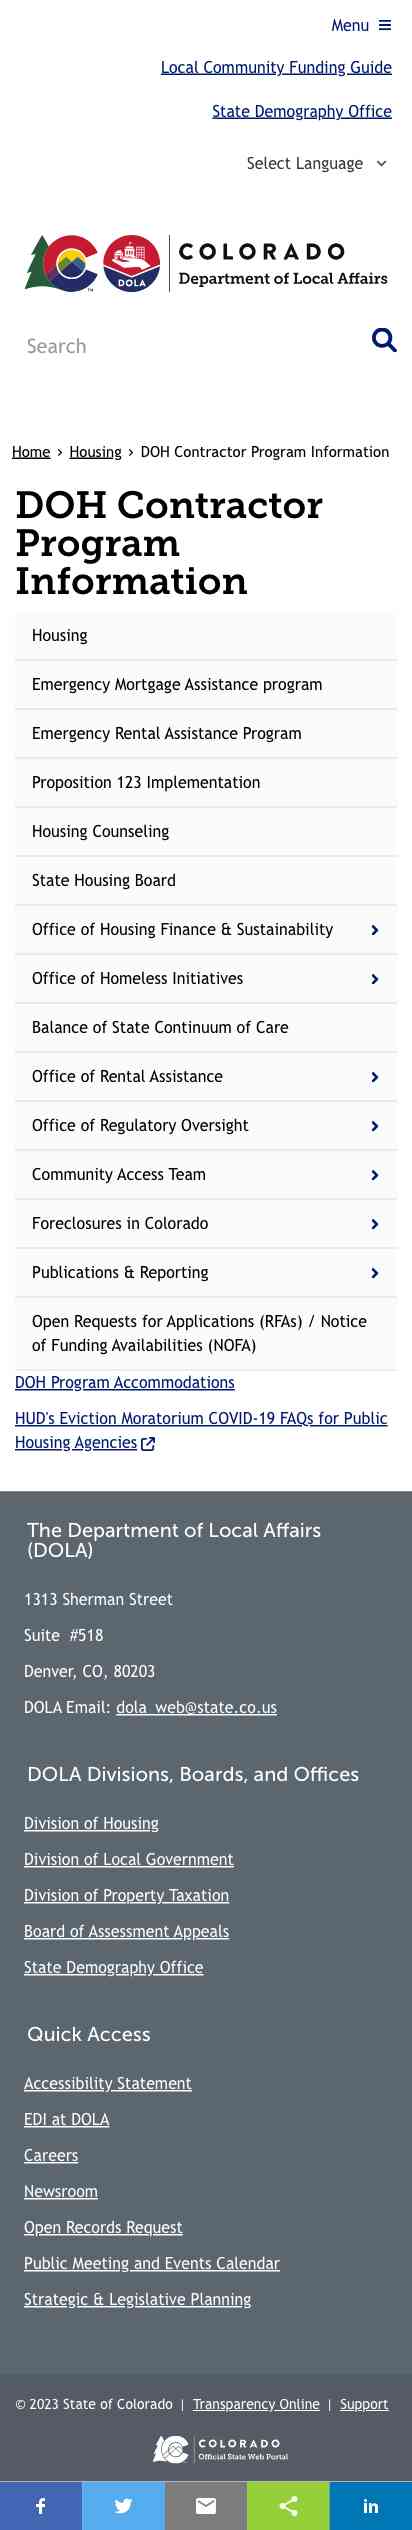 Menu
Local Community Funding Guide
State Demography Office
Select Language
DOLA
TM
COLORADO
Department of Local Affairs
Search
Home › Housing › DOH Contractor Program Information
DOH Contractor
Program
Information
Housing
Emergency Mortgage Assistance program
Emergency Rental Assistance Program
Proposition 123 Implementation
Housing Counseling
State Housing Board
Office of Housing Finance & Sustainability
Office of Homeless Initiatives
Balance of State Continuum of Care
Office of Rental Assistance
Office of Regulatory Oversight
Community Access Team
Foreclosures in Colorado
Publications & Reporting
Open Requests for Applications (RFAs) / Notice
of Funding Availabilities (NOFA)
DOH Program Accommodations
HUD's Eviction Moratorium COVID-19 FAQs for Public
Housing Agencies
The Department of Local Affairs
(DOLA)
1313 Sherman Street
Suite #518
Denver, CO, 80203
DOLA Email: dola_web@state.co.us
DOLA Divisions, Boards, and Offices
Division of Housing
Division of Local Government
Division of Property Taxation
Board of Assessment Appeals
State Demography Office
Quick Access
Accessibility Statement
EDI at DOLA
Careers
Newsroom
Open Records Request
Public Meeting and Events Calendar
Strategic & Legislative Planning
© 2023 State of Colorado | Transparency Online | Support
COLORADO
Official State Web Portal